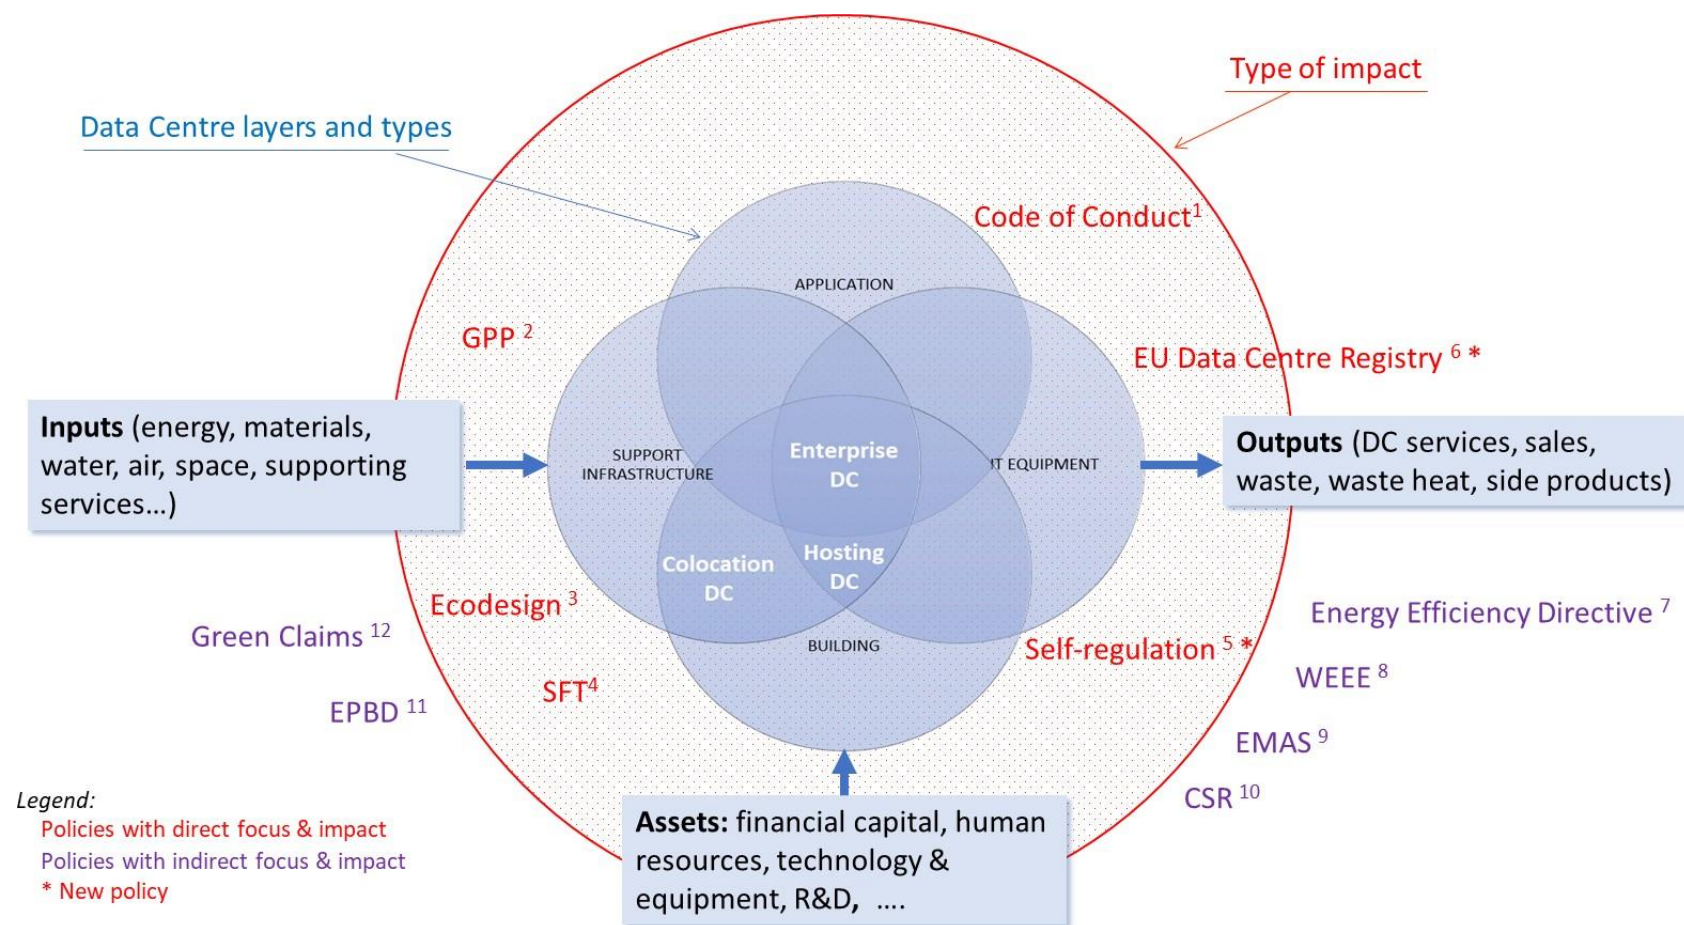 Type of impact
Data Centre layers and types
Code of Conduct1
APPLICATION
GPP 2
EU Data Centre Registry 6 *
Inputs (energy, materials,
water, air, space, supporting
services...)
SUPPORT
INFRASTRUCTURE
Enterprise
DC
IT EQUIPMENT
Outputs (DC services, sales,
waste, waste heat, side products)
Colocation
DC
Hosting
DC
Ecodesign 3
Green Claims 12
BUILDING
Self-regulation 5 *
Energy Efficiency Directive 7
SFT4
WEEE 8
EPBD 11
EMAS 9
CSR 10
Legend:
Policies with direct focus & impact
Policies with indirect focus & impact
* New policy
Assets: financial capital, human
resources, technology &
equipment, R&D, ....